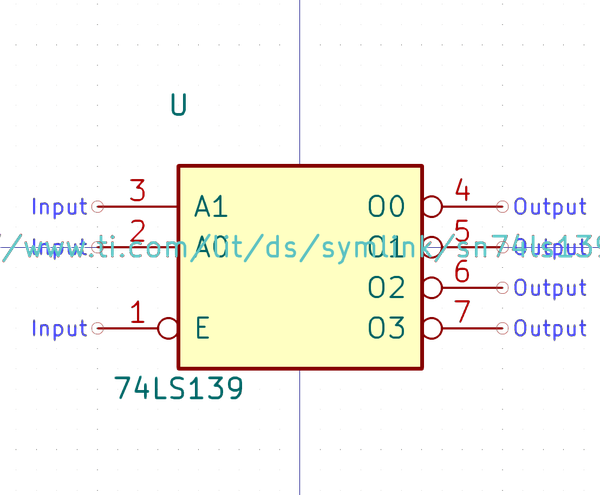 U
3 4
Input A1 O0 Output
2 5
Input A0 O1 Output
//www.ti.com/lit/ds/symlink/sn74ls139
6
O2 Output
1 7
Input E O3 Output
74LS139